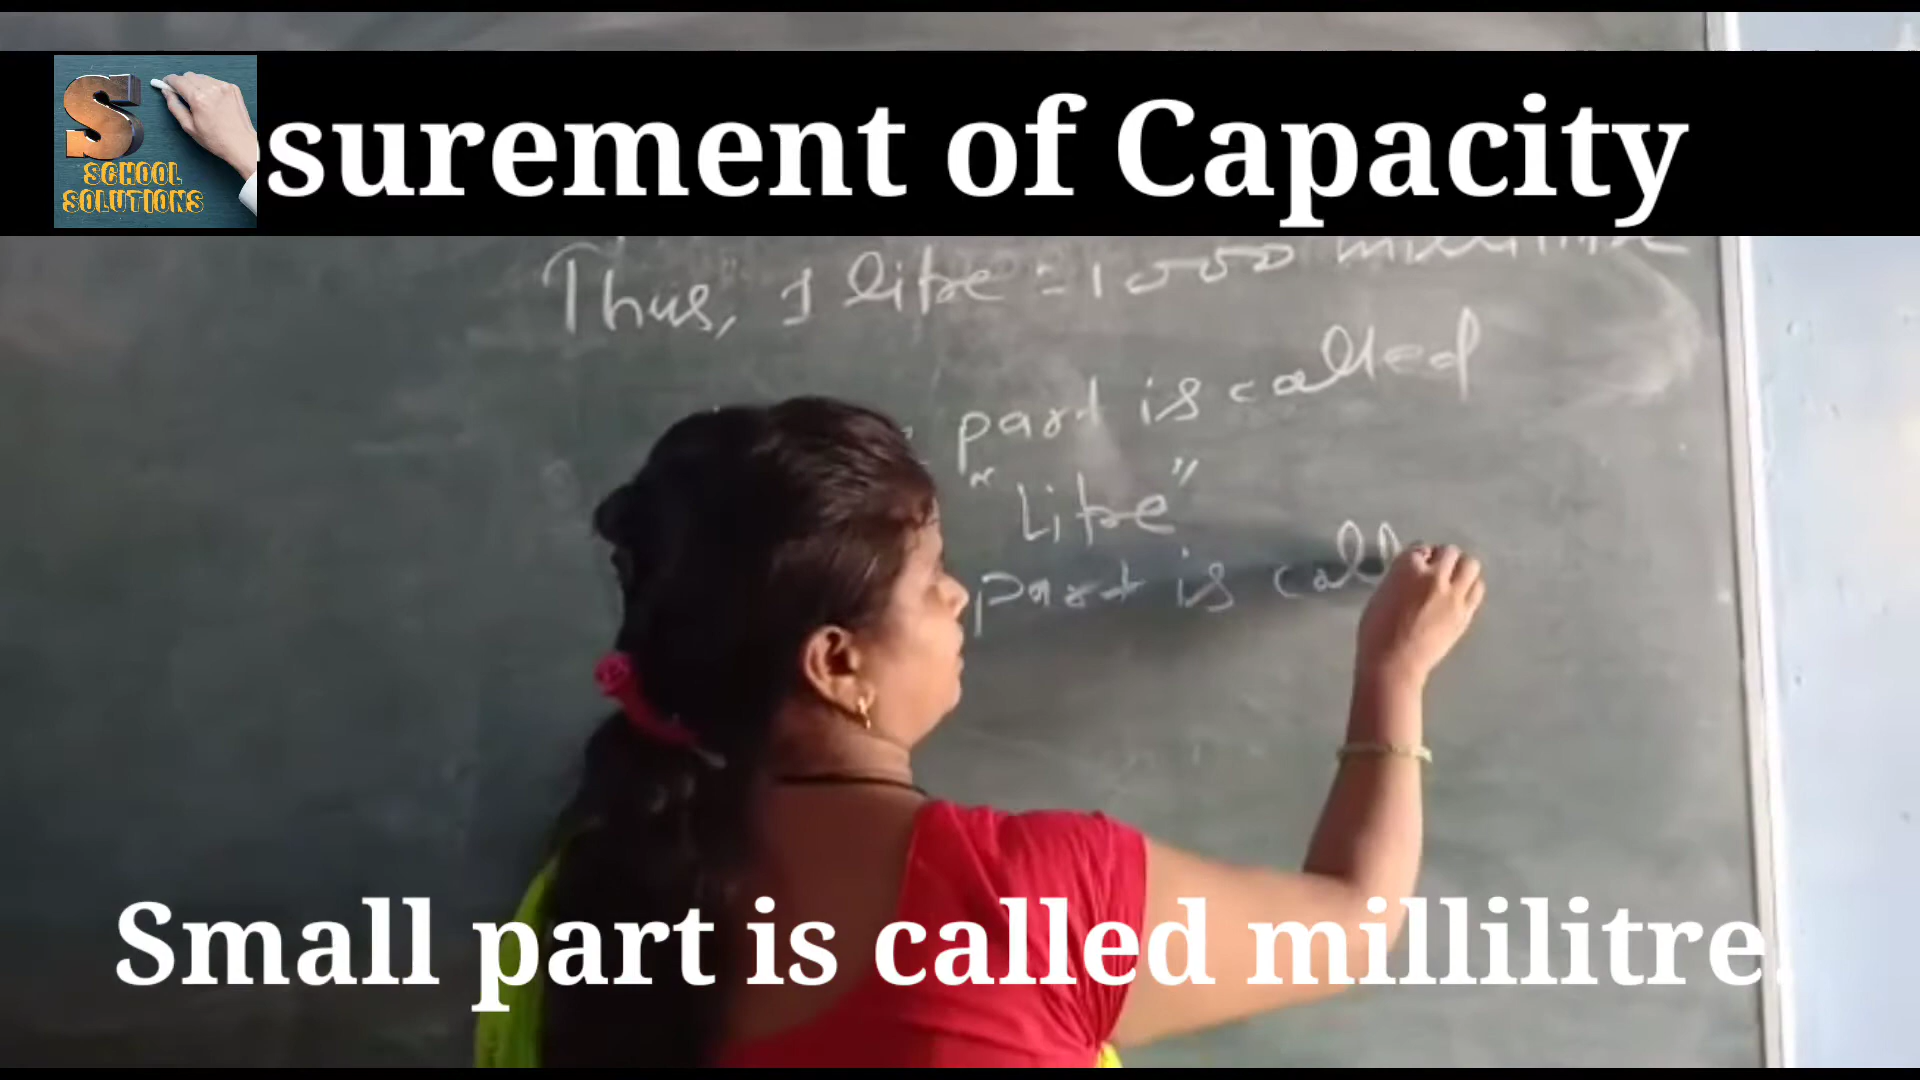 S
SCHOOL
SOLUTIONS
surement of Capacity
Thus, 1 litre = 1000
part is called
"Litre"
part is call
Small part is called millilitre.